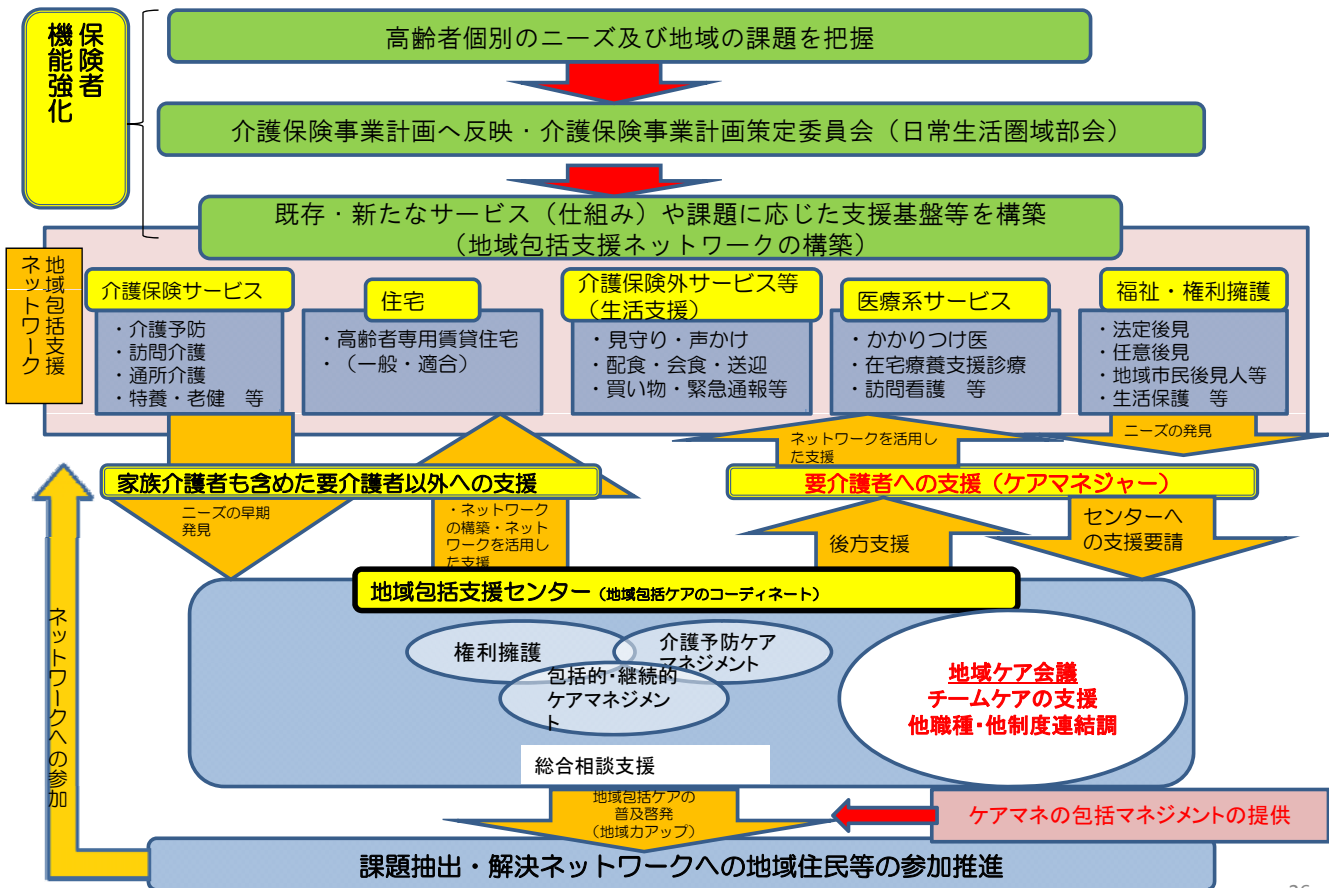 保険者
機能強化
高齢者個別のニーズ及び地域の課題を把握
介護保険事業計画へ反映・介護保険事業計画策定委員会（日常生活圏域部会）
既存・新たなサービス（仕組み）や課題に応じた支援基盤等を構築
（地域包括支援ネットワークの構築）
地域包括支援
ネットワーク
介護保険サービス
・介護予防
・訪問介護
・通所介護
・特養・老健　等
住宅
・高齢者専用賃貸住宅
・（一般・適合）
介護保険外サービス等
（生活支援）
・見守り・声かけ
・配食・会食・送迎
・買い物・緊急通報等
医療系サービス
・かかりつけ医
・在宅療養支援診療
・訪問看護　等
福祉・権利擁護
・法定後見
・任意後見
・地域市民後見人等
・生活保護　等
ネットワークを活用し
た支援
ニーズの発見
家族介護者も含めた要介護者以外への支援
要介護者への支援（ケアマネジャー）
ニーズの早期
発見
・ネットワーク
の構築・ネット
ワークを活用し
た支援
後方支援
センターへ
の支援要請
地域包括支援センター（地域包括ケアのコーディネート）
権利擁護
介護予防ケア
マネジメント
包括的・継続的
ケアマネジメン
ト
地域ケア会議
チームケアの支援
他職種・他制度連結調
総合相談支援
ネットワークへの参加
地域包括ケアの
普及啓発
（地域力アップ）
ケアマネの包括マネジメントの提供
課題抽出・解決ネットワークへの地域住民等の参加推進